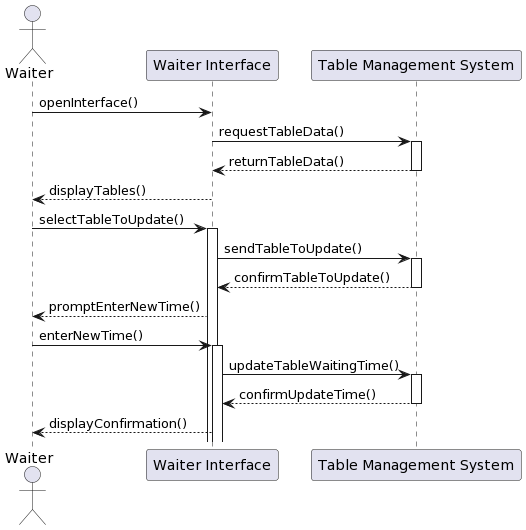 Waiter
Waiter Interface
Table Management System
openInterface()
requestTableData()
returnTableData()
displayTables()
selectTableToUpdate()
sendTableToUpdate()
confirmTableToUpdate()
promptEnterNewTime()
enterNewTime()
updateTableWaitingTime()
confirmUpdateTime()
displayConfirmation()
Waiter
Waiter Interface
Table Management System